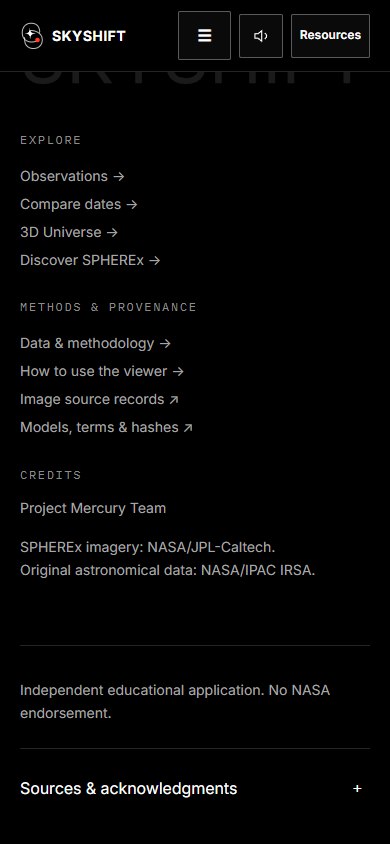 SKYSHIFT
Resources
SKYSHIFT
EXPLORE
Observations →
Compare dates →
3D Universe →
Discover SPHEREx →
METHODS & PROVENANCE
Data & methodology →
How to use the viewer →
Image source records ↗
Models, terms & hashes ↗
CREDITS
Project Mercury Team
SPHEREx imagery: NASA/JPL-Caltech.
Original astronomical data: NASA/IPAC IRSA.
Independent educational application. No NASA
endorsement.
Sources & acknowledgments +